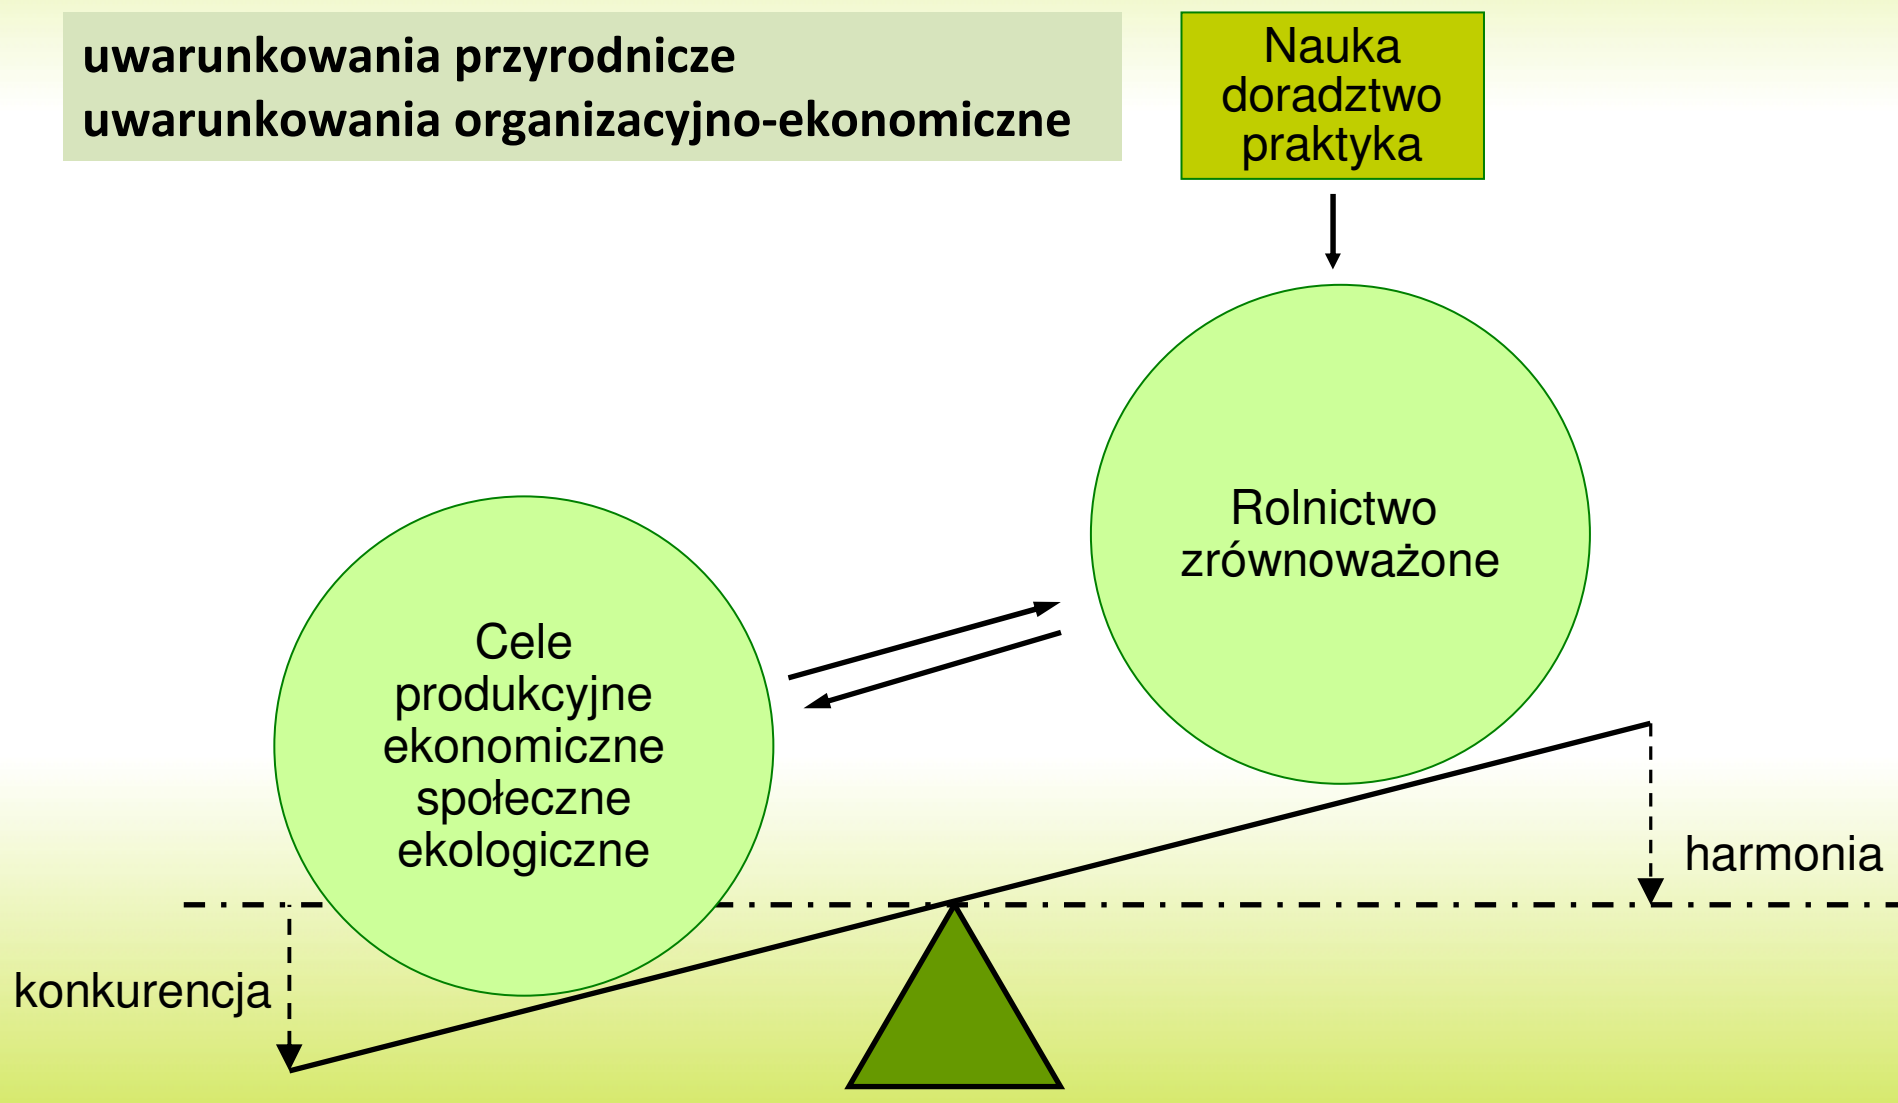 uwarunkowania przyrodnicze
uwarunkowania organizacyjno-ekonomiczne
Nauka
doradztwo
praktyka
Rolnictwo
zrównoważone
Cele
produkcyjne
ekonomiczne
społeczne
ekologiczne
harmonia
konkurencja